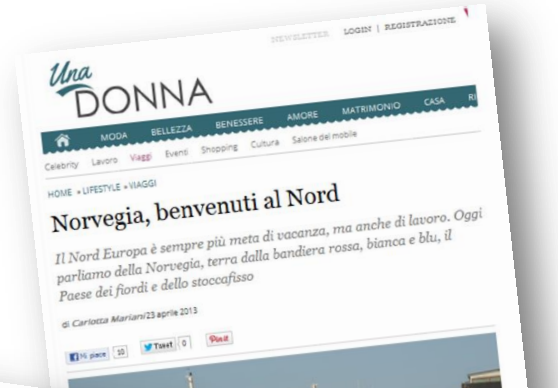 NEWSLETTER LOGIN | REGISTRAZIONE
Una
DONNA
MODA BELLEZZA BENESSERE AMORE MATRIMONIO CASA RI
Celebrity Lavoro Viaggi Eventi Shopping Cultura Salone del mobile
HOME » LIFESTYLE » VIAGGI
Norvegia, benvenuti al Nord
Il Nord Europa è sempre più meta di vacanza, ma anche di lavoro. Oggi
parliamo della Norvegia, terra dalla bandiera rossa, bianca e blu, il
Paese dei fiordi e dello stoccafisso
di Carlotta Mariani/23 aprile 2013
Mi piace 10 Tweet 0 Pin it